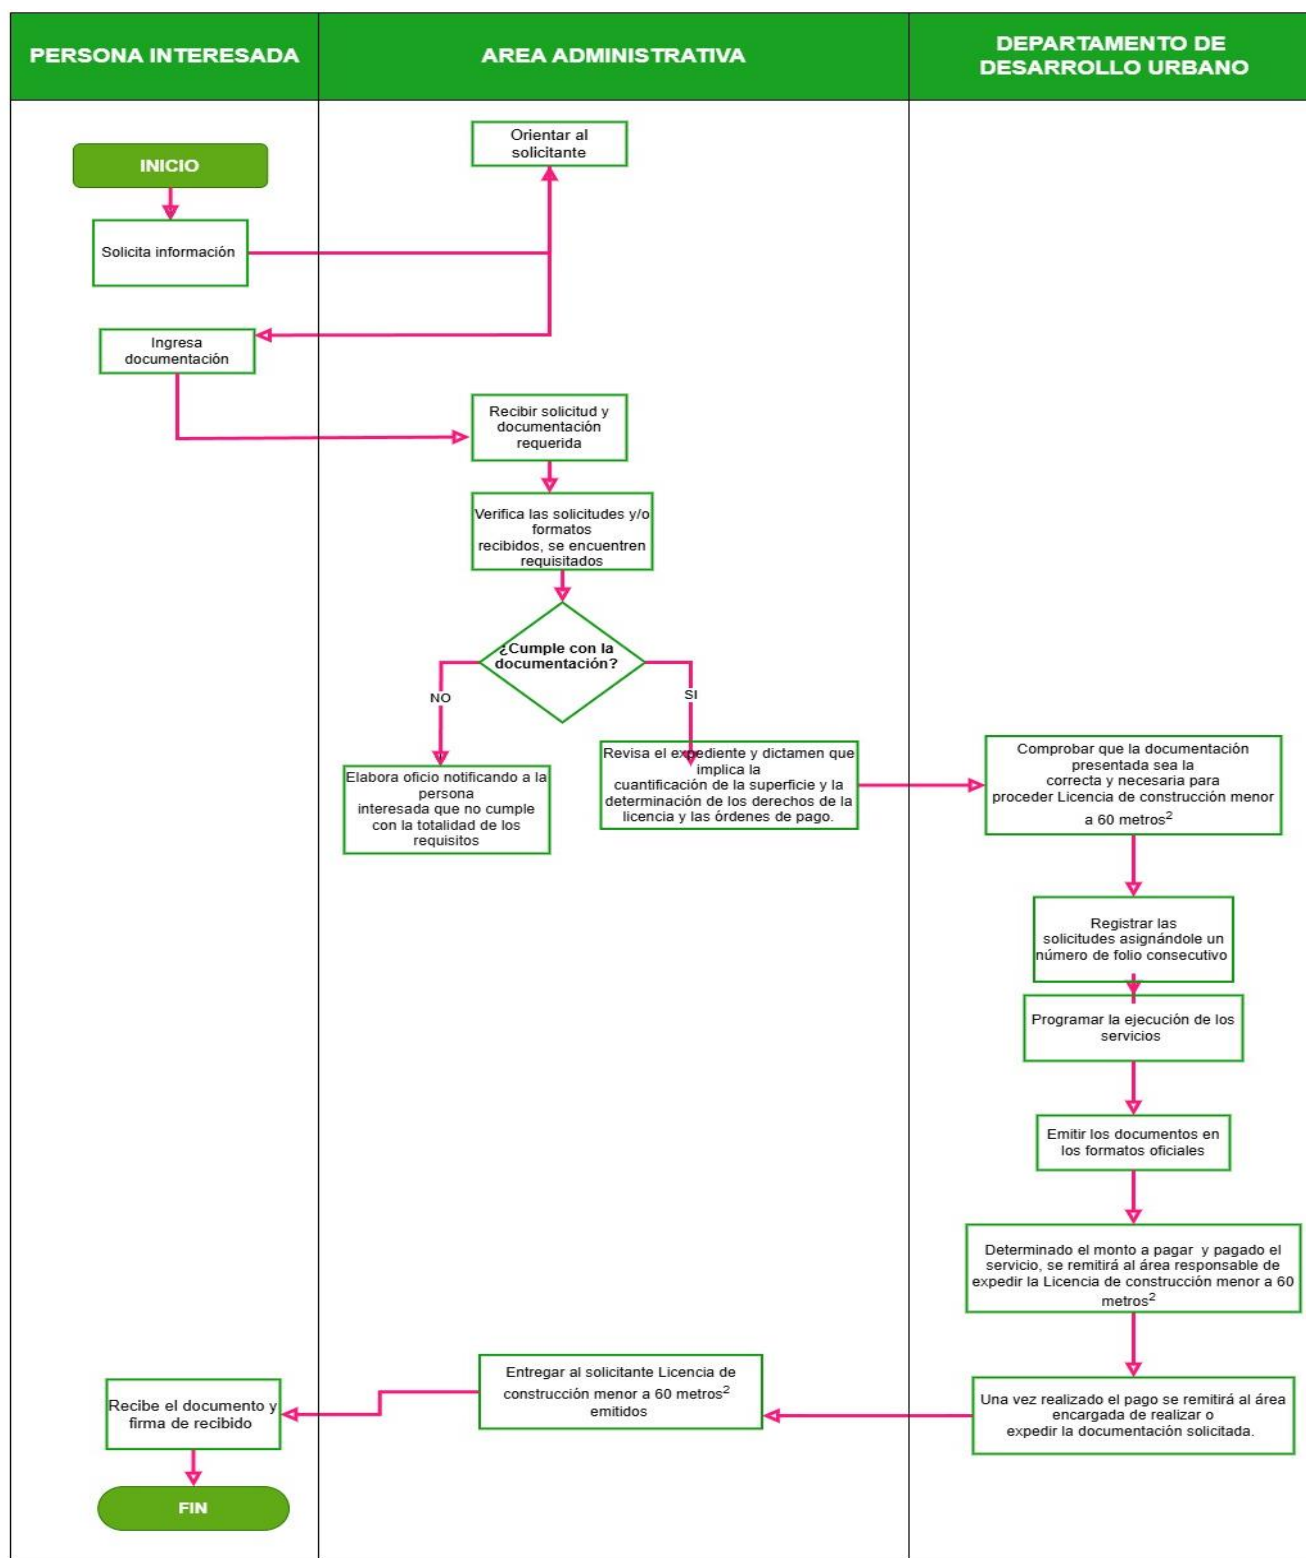 PERSONA INTERESADA
AREA ADMINISTRATIVA
DEPARTAMENTO DE
DESARROLLO URBANO
INICIO
Orientar al
solicitante
Solicita información
Ingresa
documentación
Recibir solicitud y
documentación
requerida
Verifica las solicitudes y/o
formatos
recibidos, se encuentren
requisitados
¿Cumple con la
documentación?
NO
SI
Elabora oficio notificando a la
persona
interesada que no cumple
con la totalidad de los
requisitos
Revisa el expediente y dictamen que
implica la
cuantificación de la superficie y la
determinación de los derechos de la
licencia y las órdenes de pago.
Comprobar que la documentación
presentada sea la
correcta y necesaria para
proceder Licencia de construcción menor
a 60 metros²
Registrar las
solicitudes asignándole un
número de folio consecutivo
Programar la ejecución de los
servicios
Emitir los documentos en
los formatos oficiales
Determinado el monto a pagar y pagado el
servicio, se remitirá al área responsable de
expedir la Licencia de construcción menor a 60
metros²
Una vez realizado el pago se remitirá al área
encargada de realizar o
expedir la documentación solicitada.
Entregar al solicitante Licencia de
construcción menor a 60 metros²
emitidos
Recibe el documento y
firma de recibido
FIN